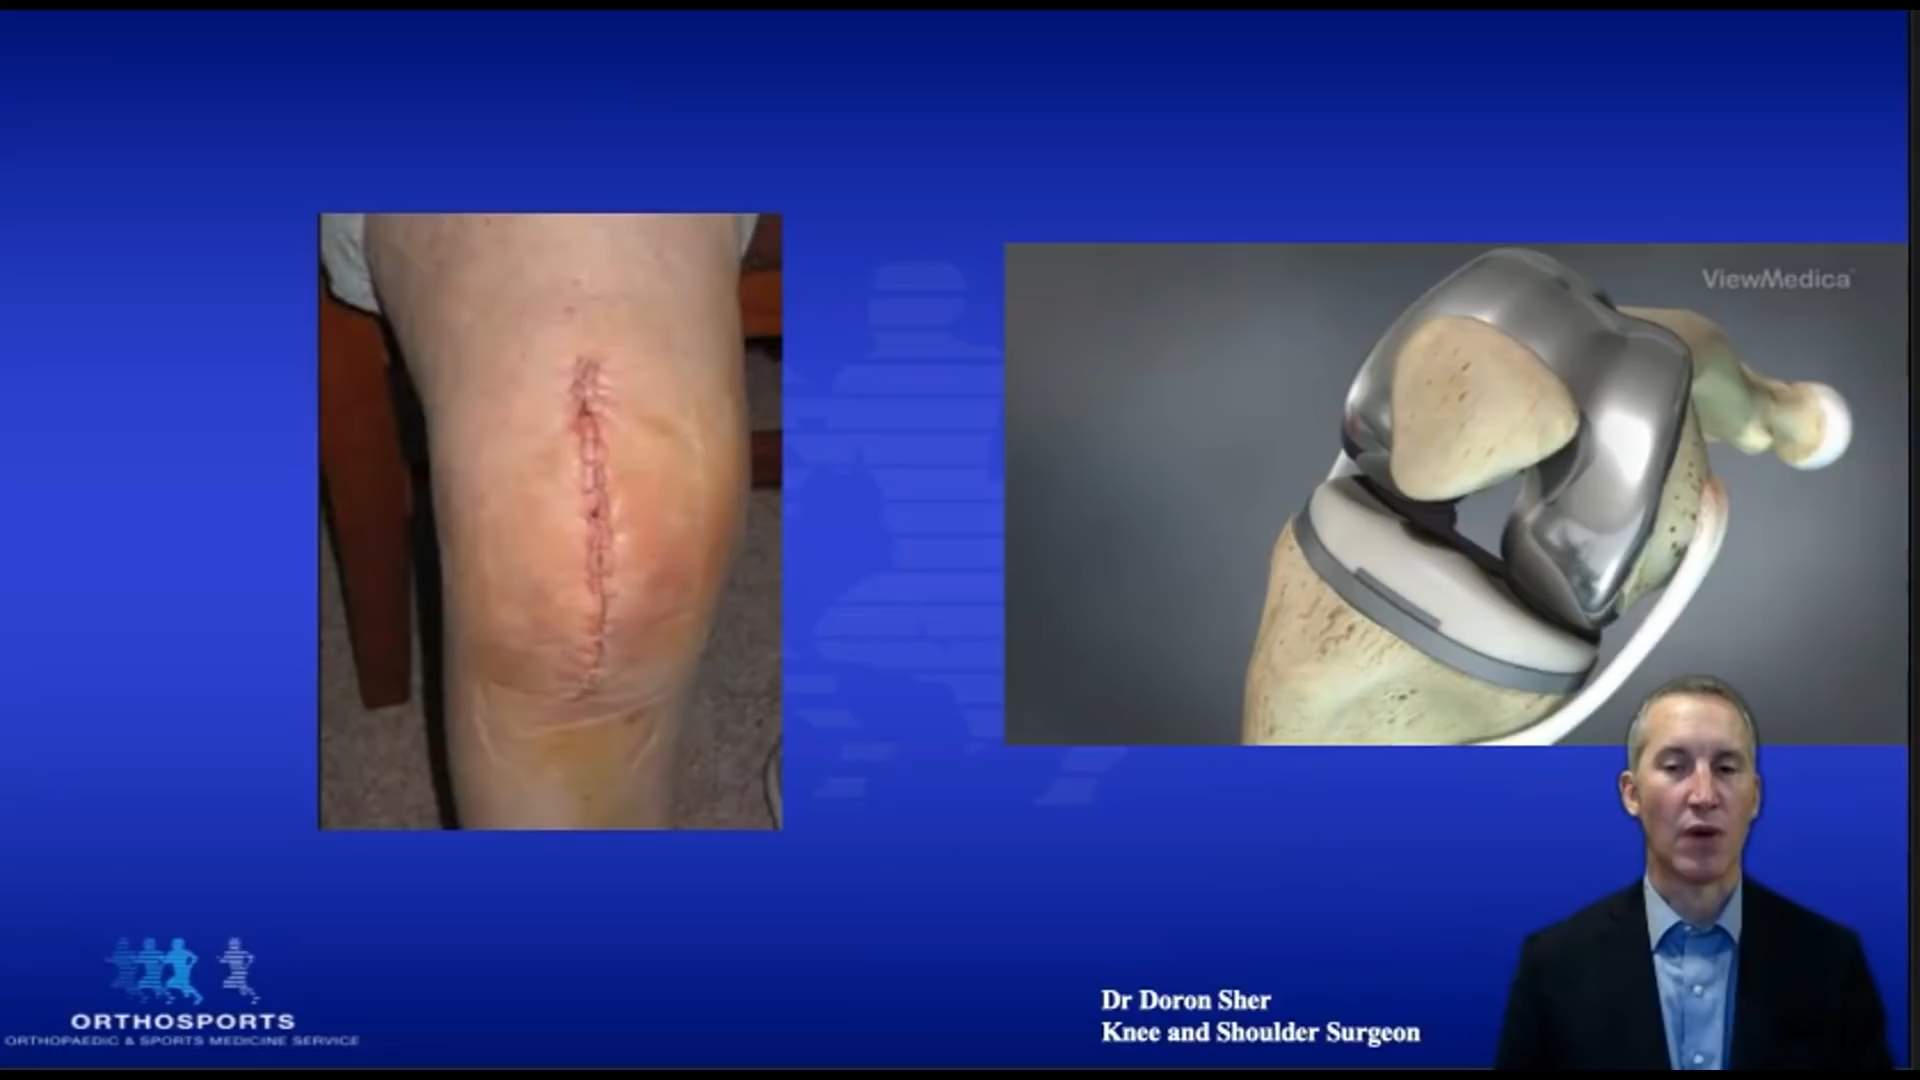 ViewMedica
Dr Doron Sher
Knee and Shoulder Surgeon
ORTHOSPORTS
ORTHOPAEDIC & SPORTS MEDICINE SERVICE